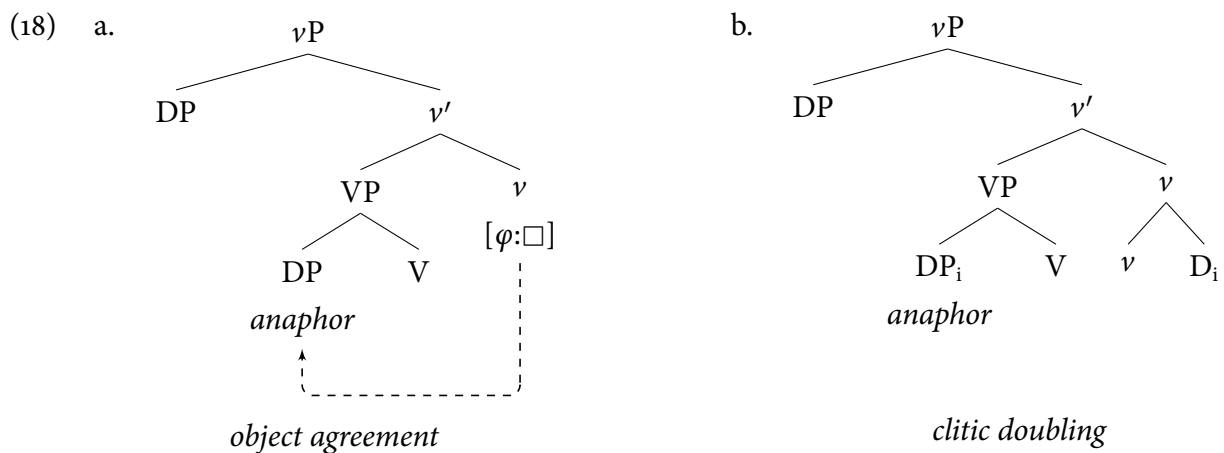 (18) a. vP b. vP
DP v′ DP v′
VP v VP v
[φ:□]
DP V DPᵢ V v Dᵢ
anaphor anaphor
object agreement clitic doubling